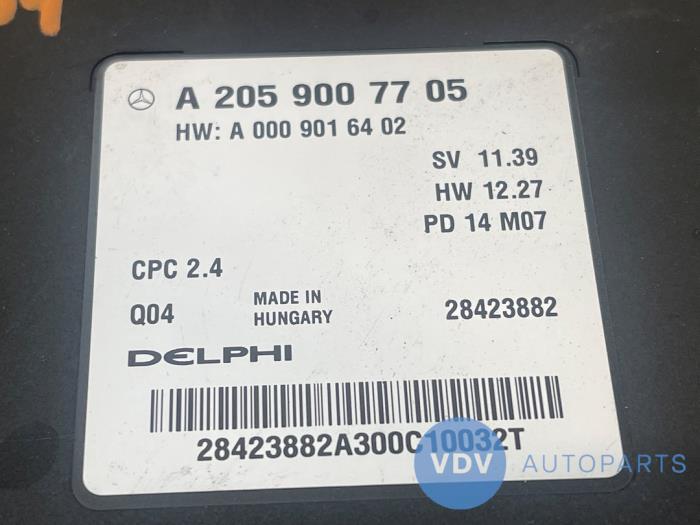 A 205 900 77 05
HW: A 000 901 64 02
SV 11.39
HW 12.27
PD 14 M07
CPC 2.4
Q04
MADE IN
HUNGARY
28423882
DELPHI
28423882A300C10032T
VDV AUTOPARTS